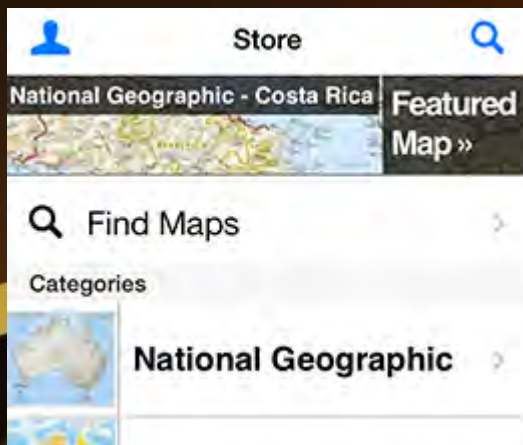 Store
National Geographic - Costa Rica
Featured
Map »
Find Maps
Categories
National Geographic